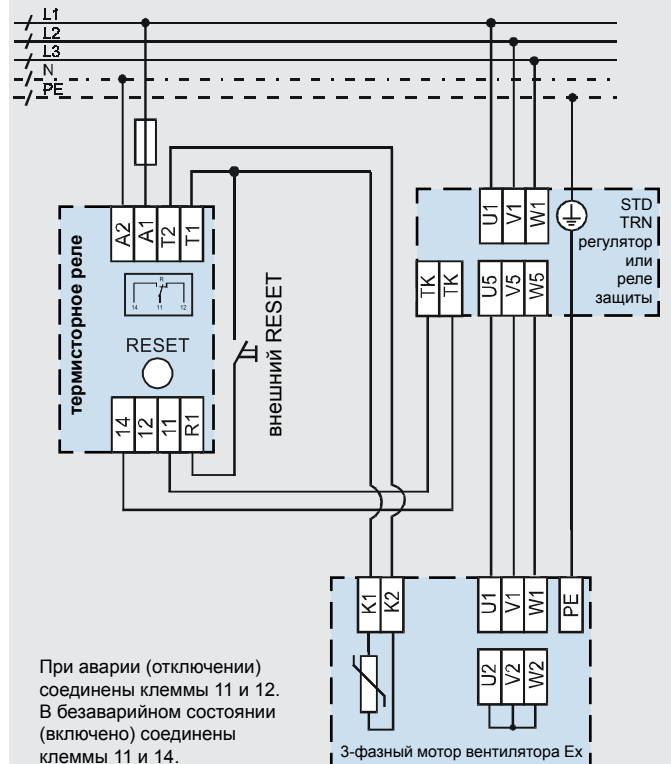 L1
L2
L3
N
PE
A2
A1
T2
T1
термисторное реле
R
14 11 12
RESET
14
12
11
R1
внешний RESET
U1
V1
W1
STD
TRN
регулятор
или
реле
защиты
TK
TK
U5
V5
W5
K1
K2
U1
V1
W1
PE
U2
V2
W2
3-фазный мотор вентилятора Ex
При аварии (отключении)
соединены клеммы 11 и 12.
В безаварийном состоянии
(включено) соединены
клеммы 11 и 14.